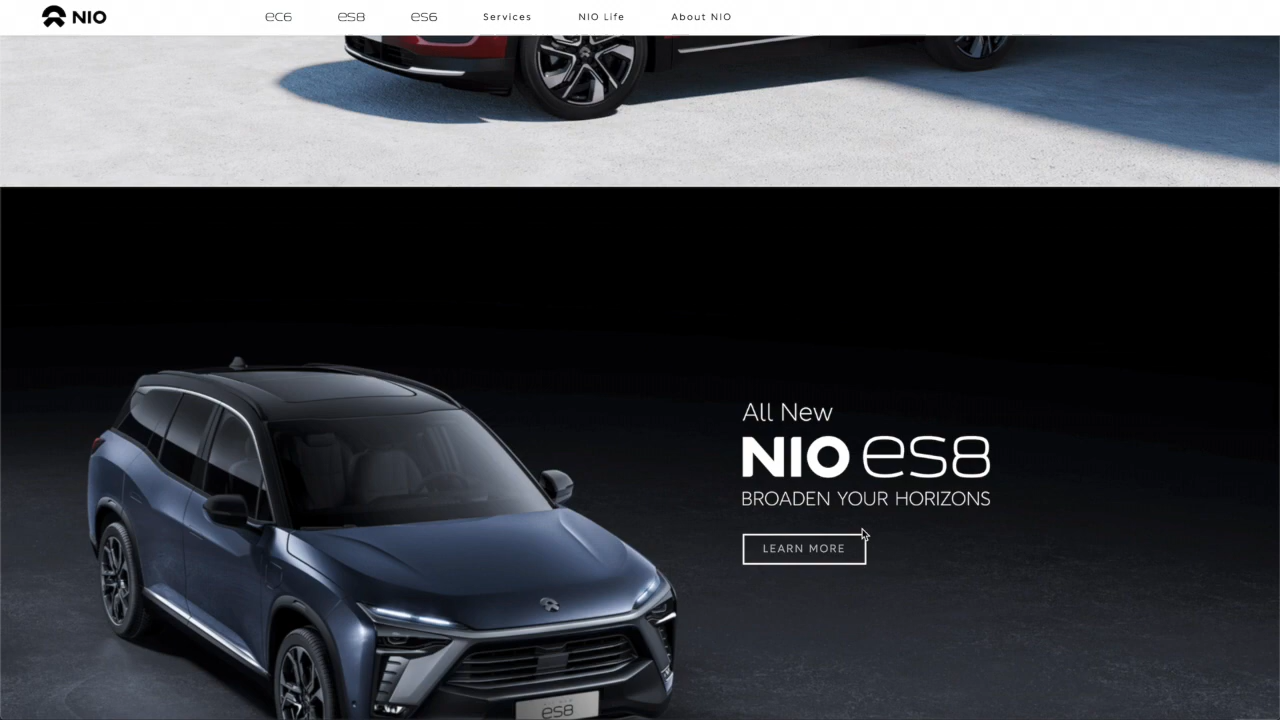 NIO
ec6
es8
es6
Services
NIO Life
About NIO
All New
NIO es8
BROADEN YOUR HORIZONS
LEARN MORE
es8